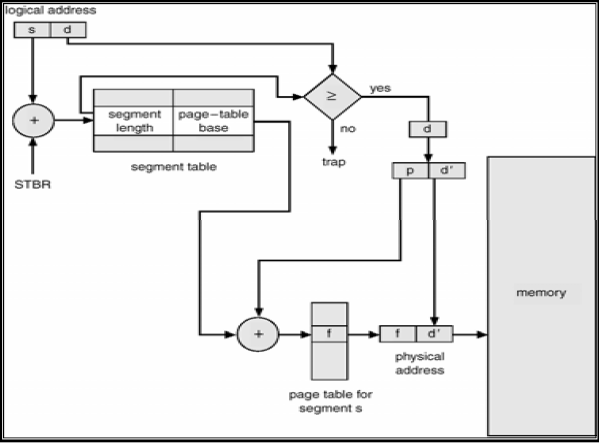 logical address
s d
yes
≥
segment length
page-table base
+
no
d
trap
segment table
STBR
p d'
memory
+
f
f d'
physical address
page table for segment s